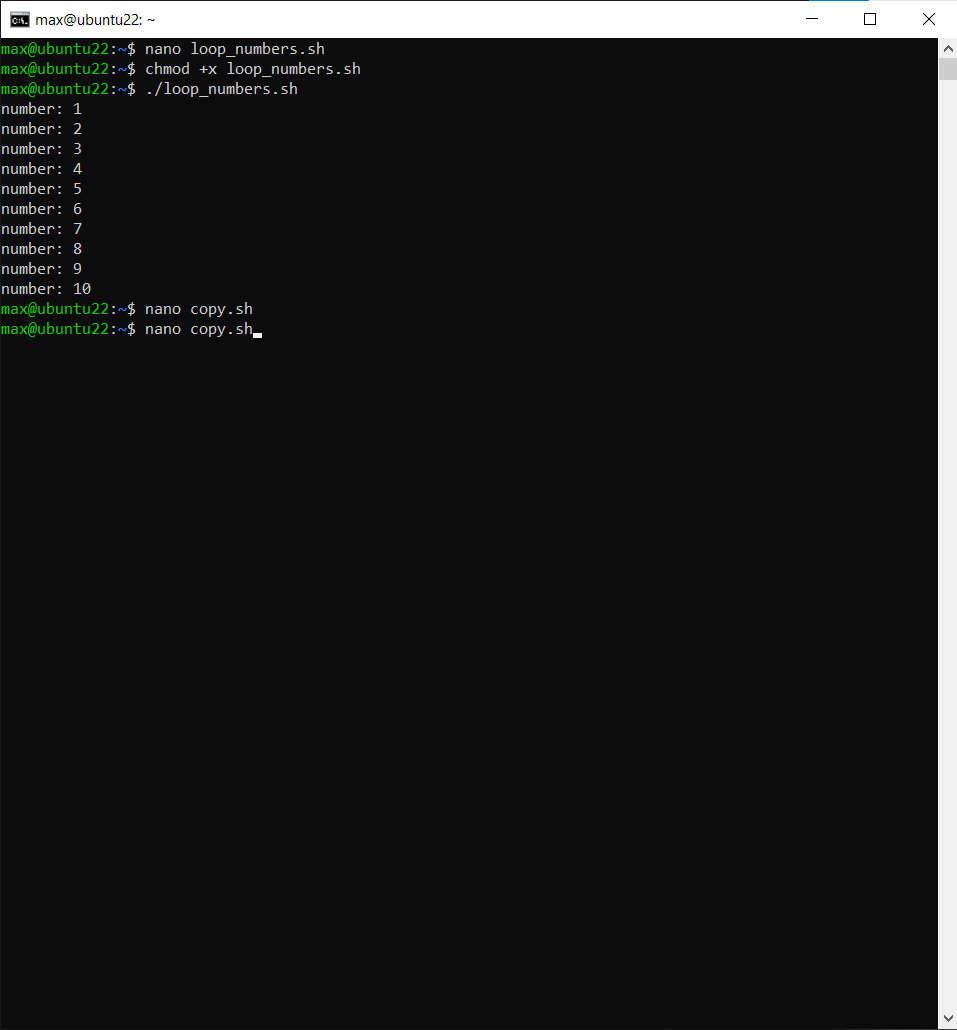 max@ubuntu22: ~
max@ubuntu22:~$ nano loop_numbers.sh
max@ubuntu22:~$ chmod +x loop_numbers.sh
max@ubuntu22:~$ ./loop_numbers.sh
number: 1
number: 2
number: 3
number: 4
number: 5
number: 6
number: 7
number: 8
number: 9
number: 10
max@ubuntu22:~$ nano copy.sh
max@ubuntu22:~$ nano copy.sh